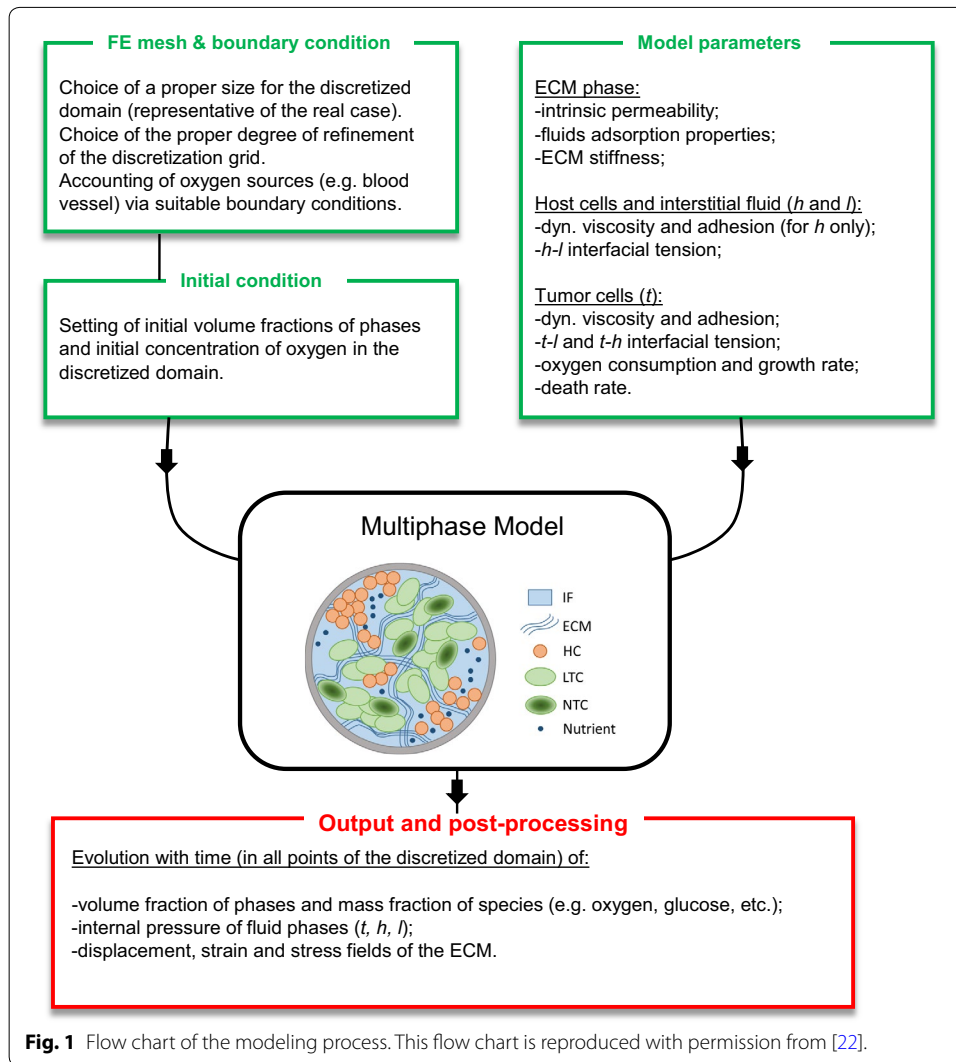 FE mesh & boundary condition
Choice of a proper size for the discretized
domain (representative of the real case).
Choice of the proper degree of refinement
of the discretization grid.
Accounting of oxygen sources (e.g. blood
vessel) via suitable boundary conditions.
Initial condition
Setting of initial volume fractions of phases
and initial concentration of oxygen in the
discretized domain.
Model parameters
ECM phase:
-intrinsic permeability;
-fluids adsorption properties;
-ECM stiffness;
Host cells and interstitial fluid (h and l):
-dyn. viscosity and adhesion (for h only);
-h-l interfacial tension;
Tumor cells (t):
-dyn. viscosity and adhesion;
-t-l and t-h interfacial tension;
-oxygen consumption and growth rate;
-death rate.
Multiphase Model
IF
ECM
HC
LTC
NTC
Nutrient
Output and post-processing
Evolution with time (in all points of the discretized domain) of:
-volume fraction of phases and mass fraction of species (e.g. oxygen, glucose, etc.);
-internal pressure of fluid phases (t, h, l);
-displacement, strain and stress fields of the ECM.
Fig. 1 Flow chart of the modeling process. This flow chart is reproduced with permission from [22].